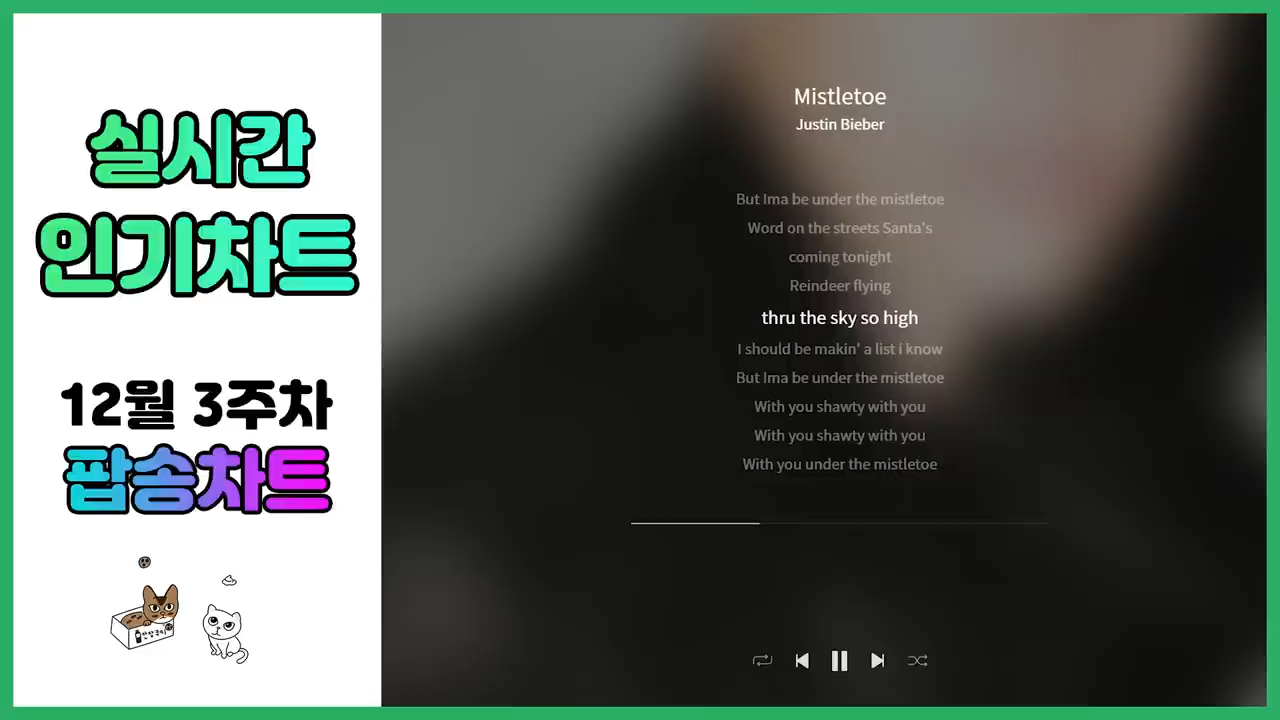 실시간
인기차트
12월 3주차
팝송차트
Mistletoe
Justin Bieber
But Ima be under the mistletoe
Word on the streets Santa's
coming tonight
Reindeer flying
thru the sky so high
I should be makin' a list i know
But Ima be under the mistletoe
With you shawty with you
With you shawty with you
With you under the mistletoe